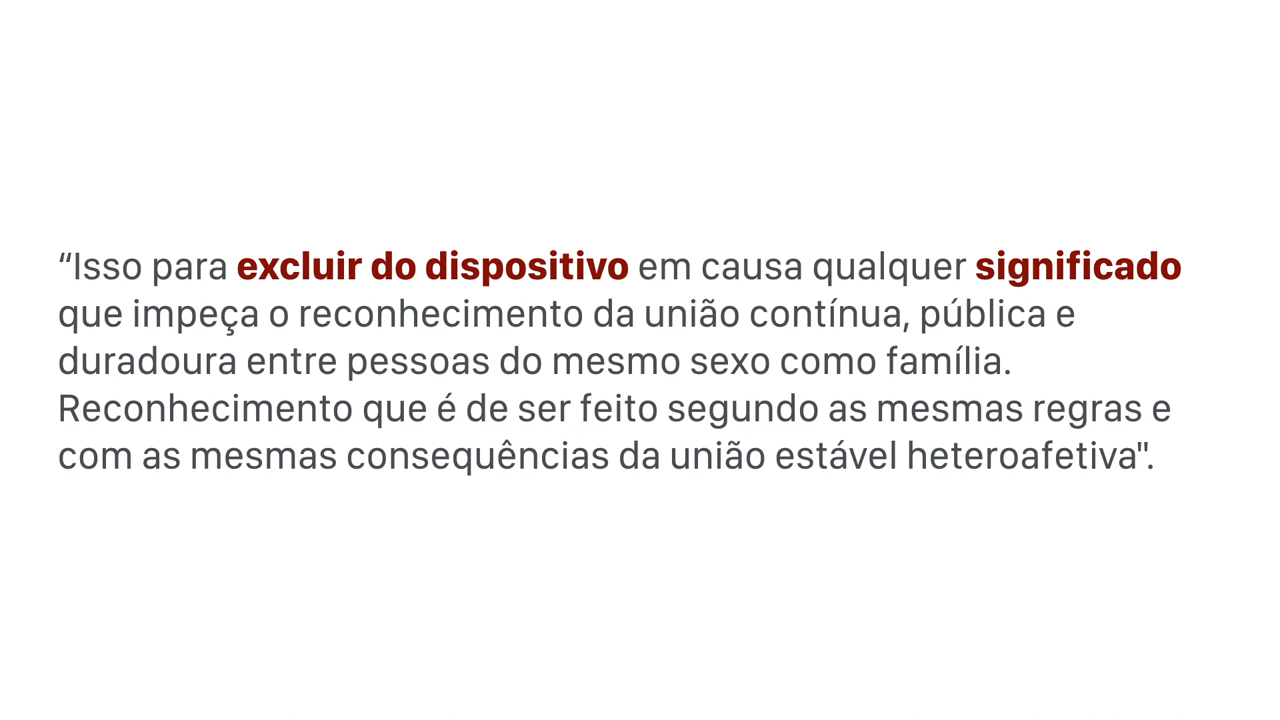 “Isso para excluir do dispositivo em causa qualquer significado
que impeça o reconhecimento da união contínua, pública e
duradoura entre pessoas do mesmo sexo como família.
Reconhecimento que é de ser feito segundo as mesmas regras e
com as mesmas consequências da união estável heteroafetiva".